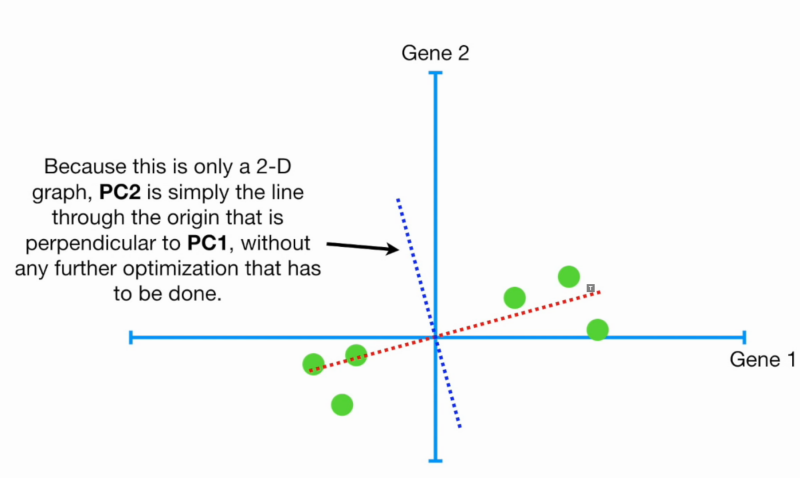 Gene 2
Because this is only a 2-D
graph, PC2 is simply the line
through the origin that is
perpendicular to PC1, without
any further optimization that has
to be done.
T
Gene 1